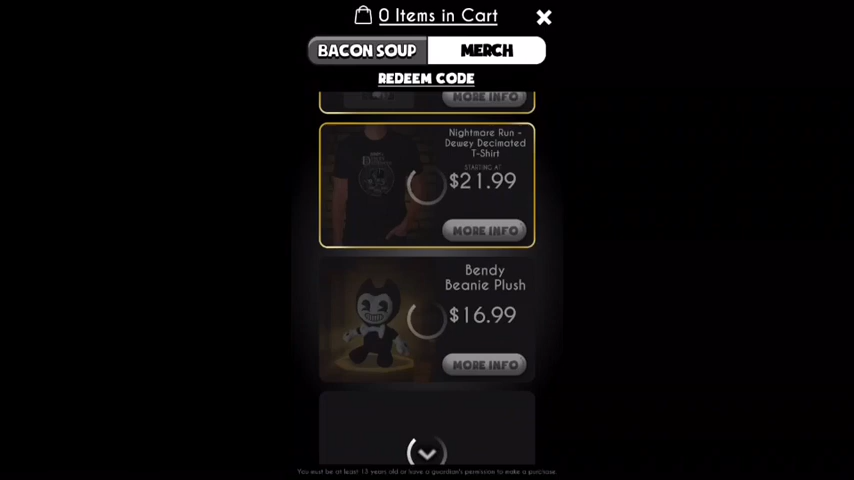 0 Items in Cart
BACON SOUP
MERCH
REDEEM CODE
MORE INFO
Nightmare Run -
Dewey Decimated
T-Shirt
STARTING AT
$21.99
MORE INFO
Bendy
Beanie Plush
$16.99
MORE INFO
You must be at least 13 years old or have a guardian's permission to make a purchase.